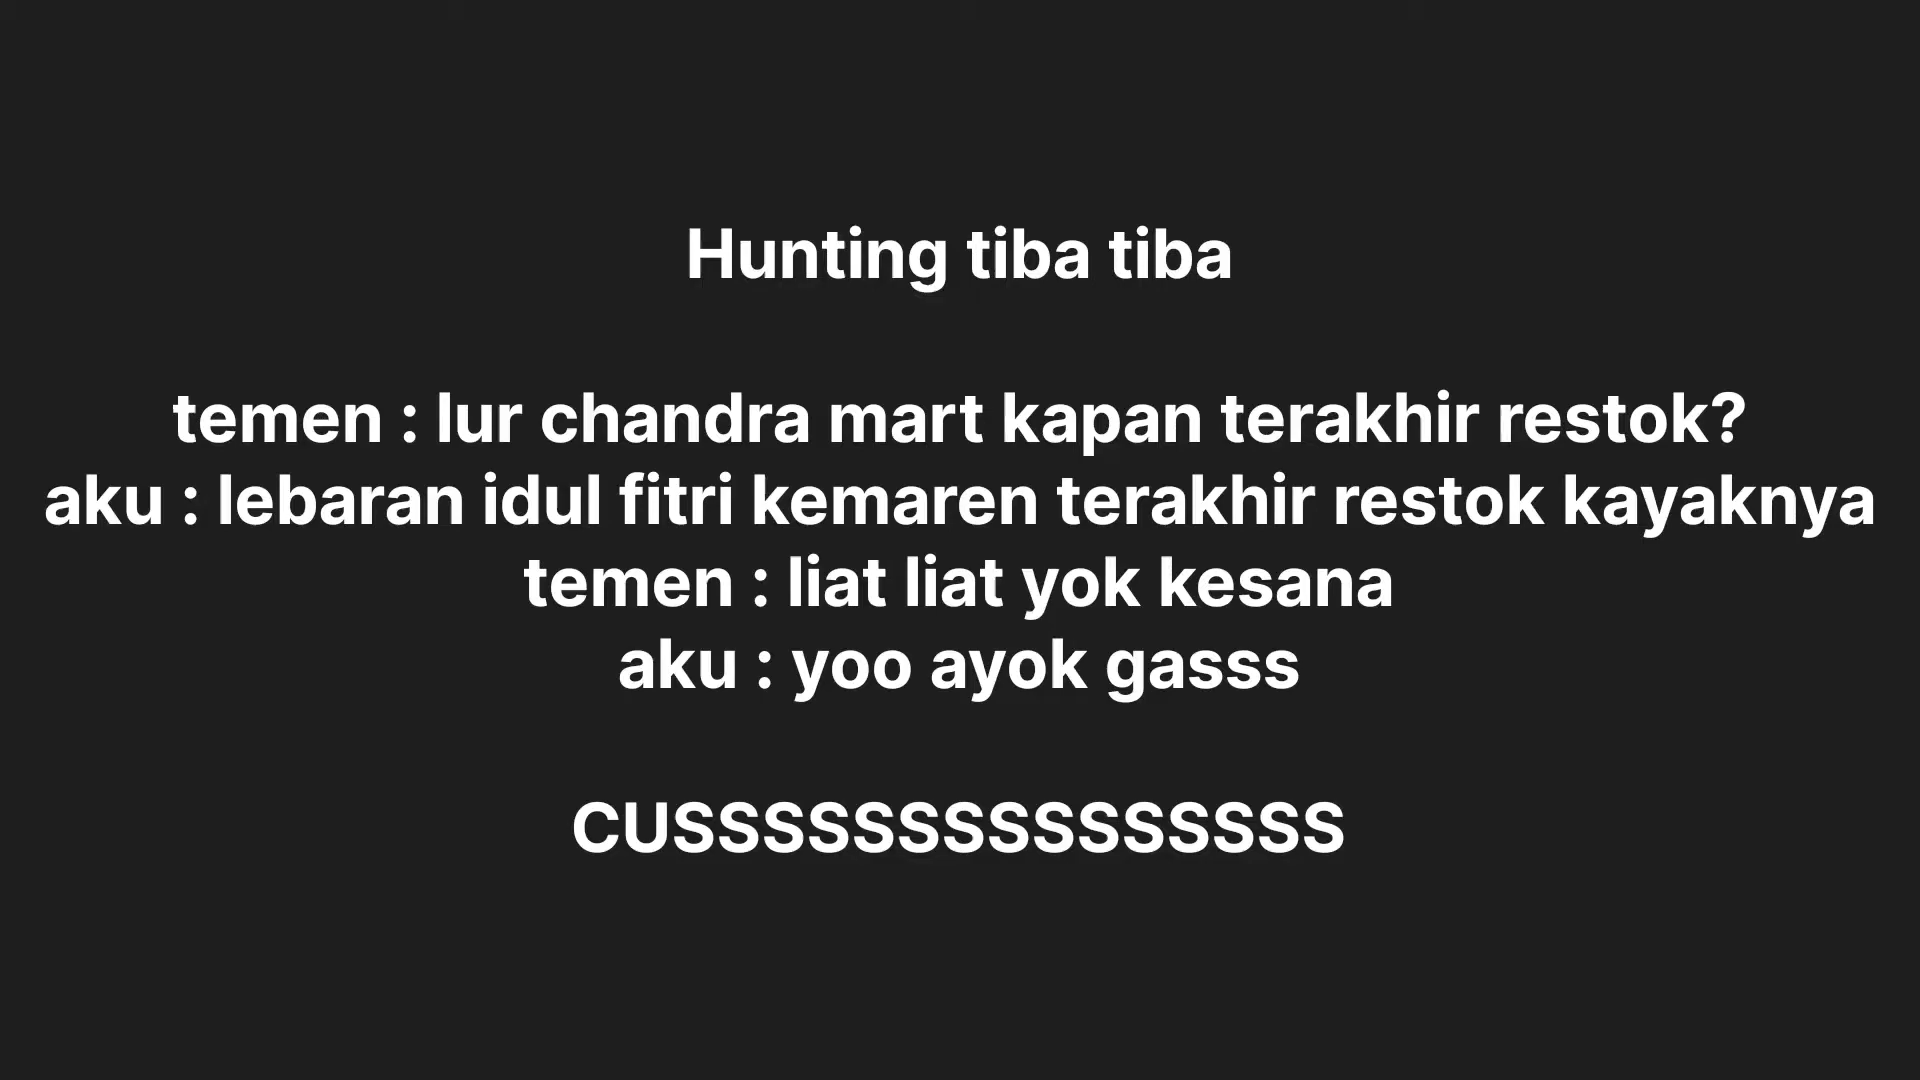 Hunting tiba tiba
temen : lur chandra mart kapan terakhir restok?
aku : lebaran idul fitri kemaren terakhir restok kayaknya
temen : liat liat yok kesana
aku : yoo ayok gasss
CUSSSSSSSSSSSSSSS